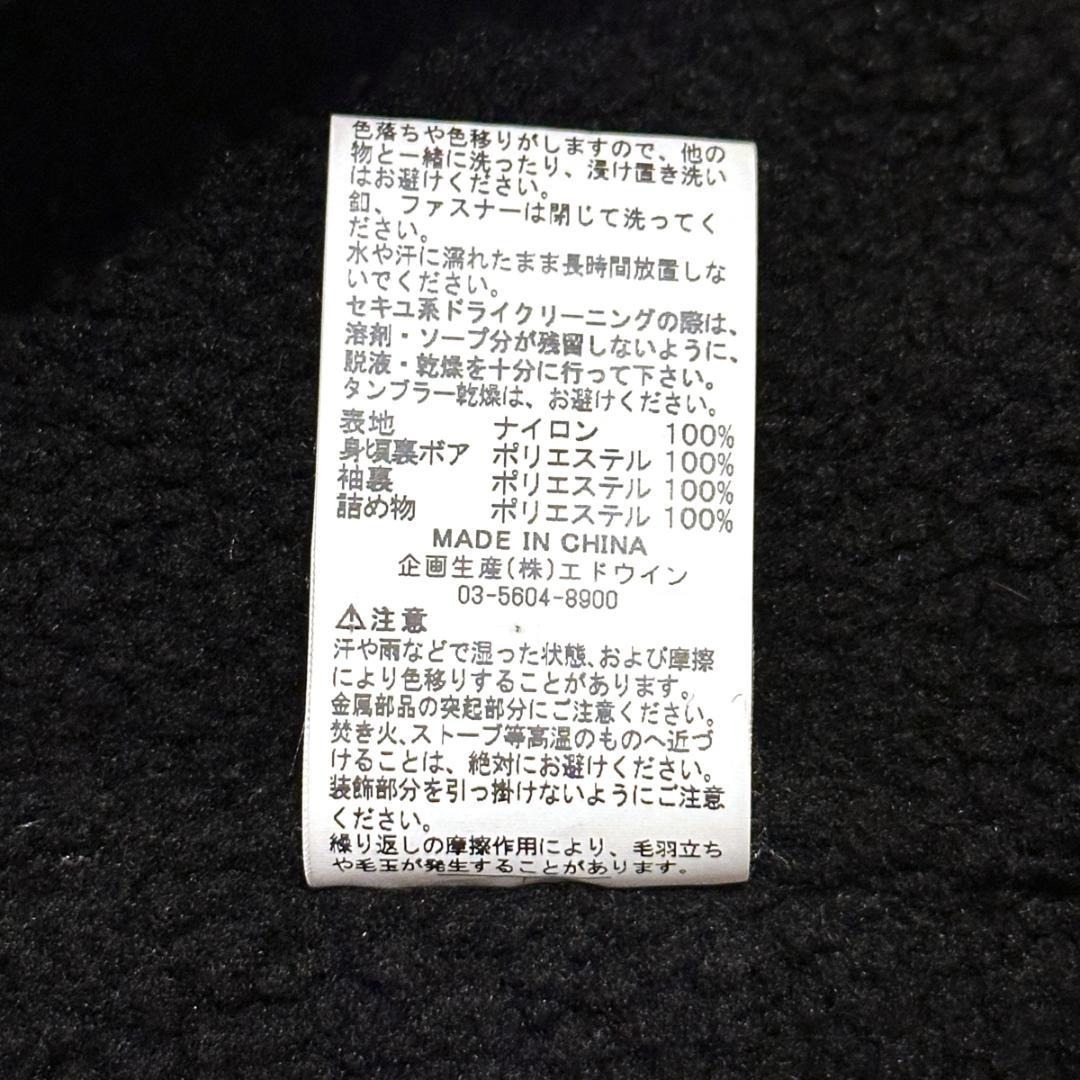 色落ちや色移りがしますので、他の
物と一緒に洗ったり、浸け置き洗い
はお避けください。
釦、ファスナーは閉じて洗ってく
ださい。
水や汗に濡れたまま長時間放置しな
いでください。
セキユ系ドライクリーニングの際は、
溶剤・ソープ分が残留しないように、
脱液・乾燥を十分に行って下さい。
タンブラー乾燥は、お避けください。
表地 ナイロン 100%
身頃裏ボア ポリエステル 100%
袖裏 ポリエステル 100%
詰め物 ポリエステル 100%
MADE IN CHINA
企画生産(株)エドウイン
03-5604-8900
⚠注意
汗や雨などで湿った状態、および摩擦
により色移りすることがあります。
金属部品の突起部分にご注意ください。
焚き火、ストーブ等高温のものへ近づ
けることは、絶対にお避けください。
装飾部分を引っ掛けないようにご注意
ください。
繰り返しの摩擦作用により、毛羽立ち
や毛玉が発生することがあります。